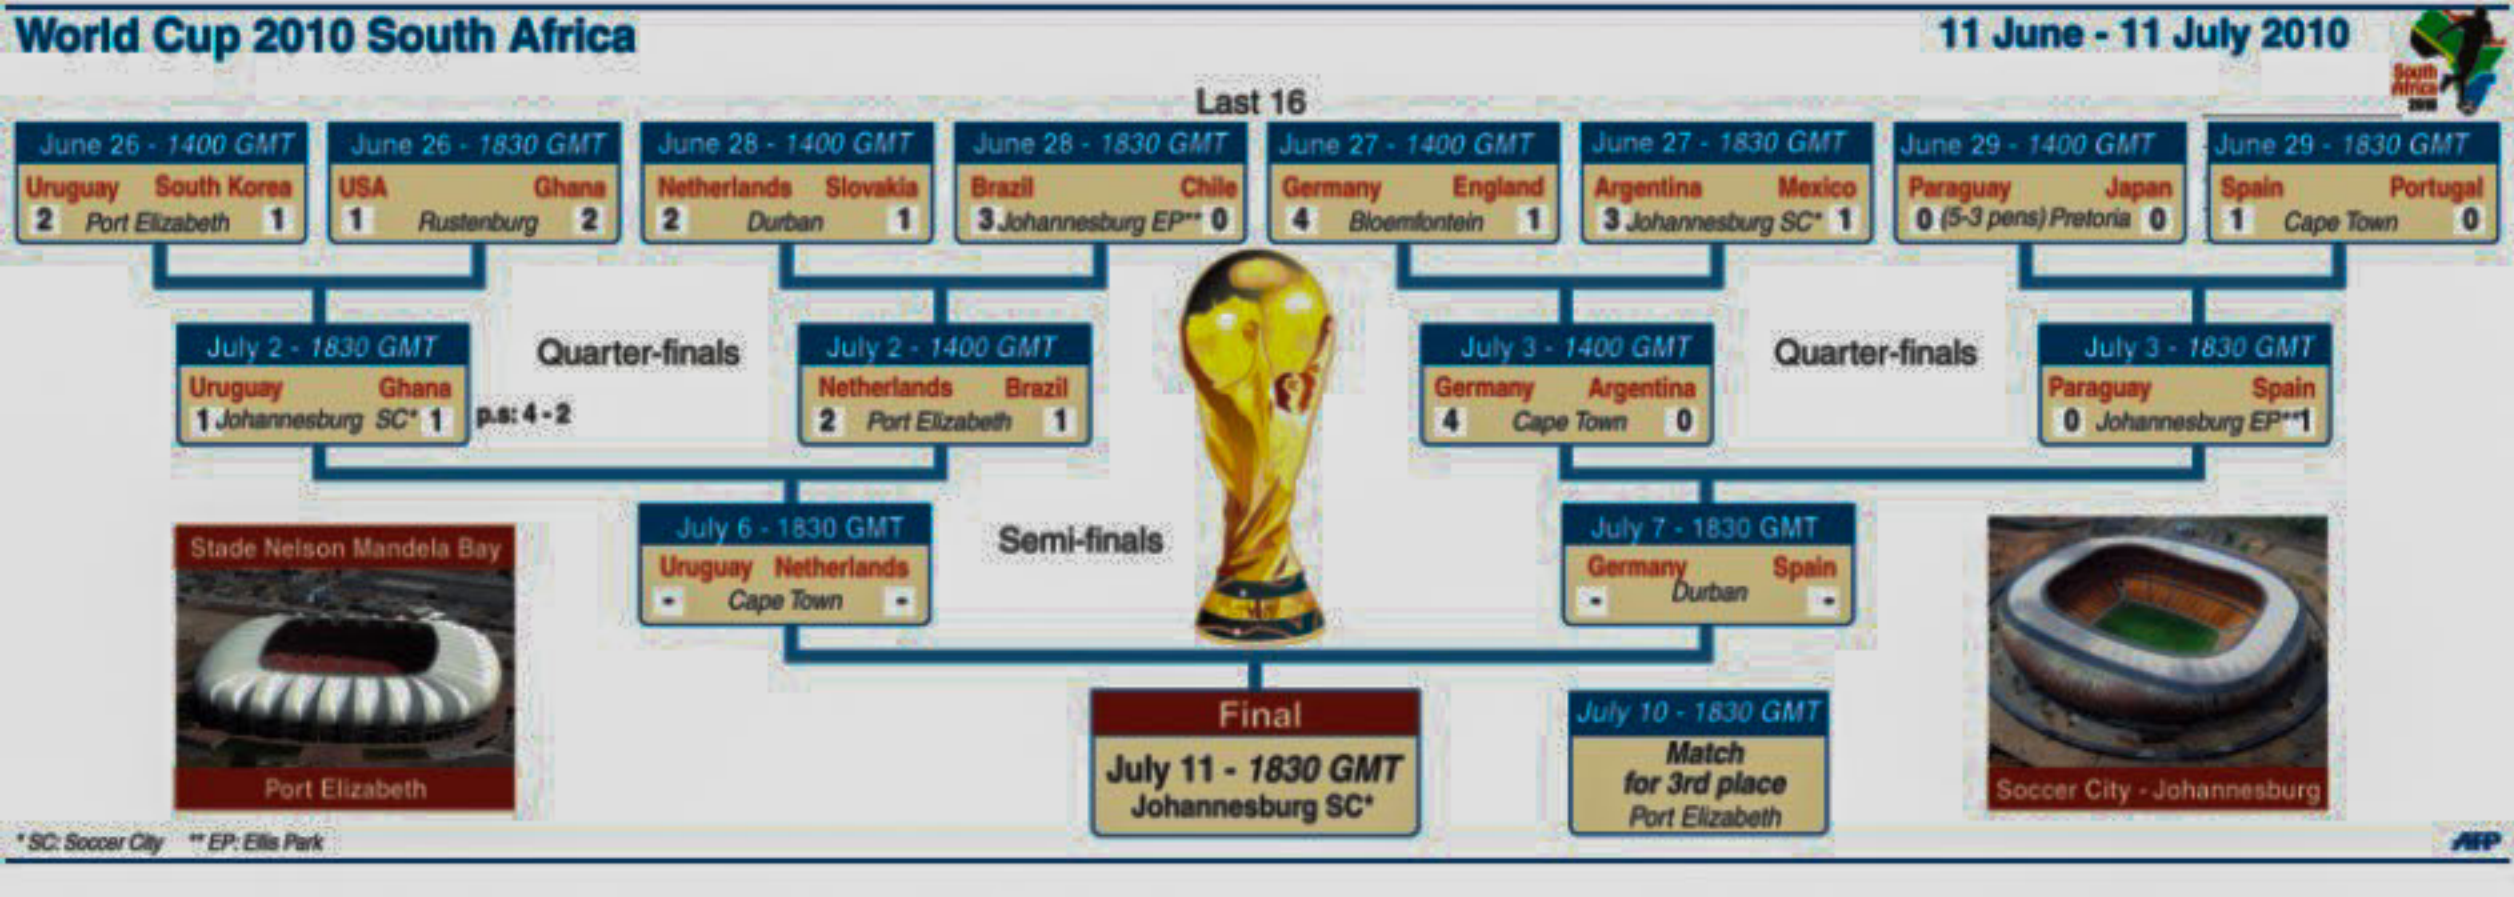 World Cup 2010 South Africa
11 June - 11 July 2010
South
Africa
2010
Last 16
June 26 - 1400 GMT
Uruguay South Korea
2 Port Elizabeth 1
June 26 - 1830 GMT
USA Ghana
1 Rustenburg 2
June 28 - 1400 GMT
Netherlands Slovakia
2 Durban 1
June 28 - 1830 GMT
Brazil Chile
3 Johannesburg EP** 0
June 27 - 1400 GMT
Germany England
4 Bloemfontein 1
June 27 - 1830 GMT
Argentina Mexico
3 Johannesburg SC* 1
June 29 - 1400 GMT
Paraguay Japan
0 (5-3 pens) Pretoria 0
June 29 - 1830 GMT
Spain Portugal
1 Cape Town 0
July 2 - 1830 GMT
Uruguay Ghana
1 Johannesburg SC* 1
p.s: 4 - 2
Quarter-finals
July 2 - 1400 GMT
Netherlands Brazil
2 Port Elizabeth 1
July 3 - 1400 GMT
Germany Argentina
4 Cape Town 0
Quarter-finals
July 3 - 1830 GMT
Paraguay Spain
0 Johannesburg EP** 1
July 6 - 1830 GMT
Uruguay Netherlands
- Cape Town -
Semi-finals
July 7 - 1830 GMT
Germany Spain
- Durban -
Stade Nelson Mandela Bay
Port Elizabeth
Final
July 11 - 1830 GMT
Johannesburg SC*
July 10 - 1830 GMT
Match
for 3rd place
Port Elizabeth
Soccer City - Johannesburg
* SC: Soccer City ** EP: Ellis Park
AFP